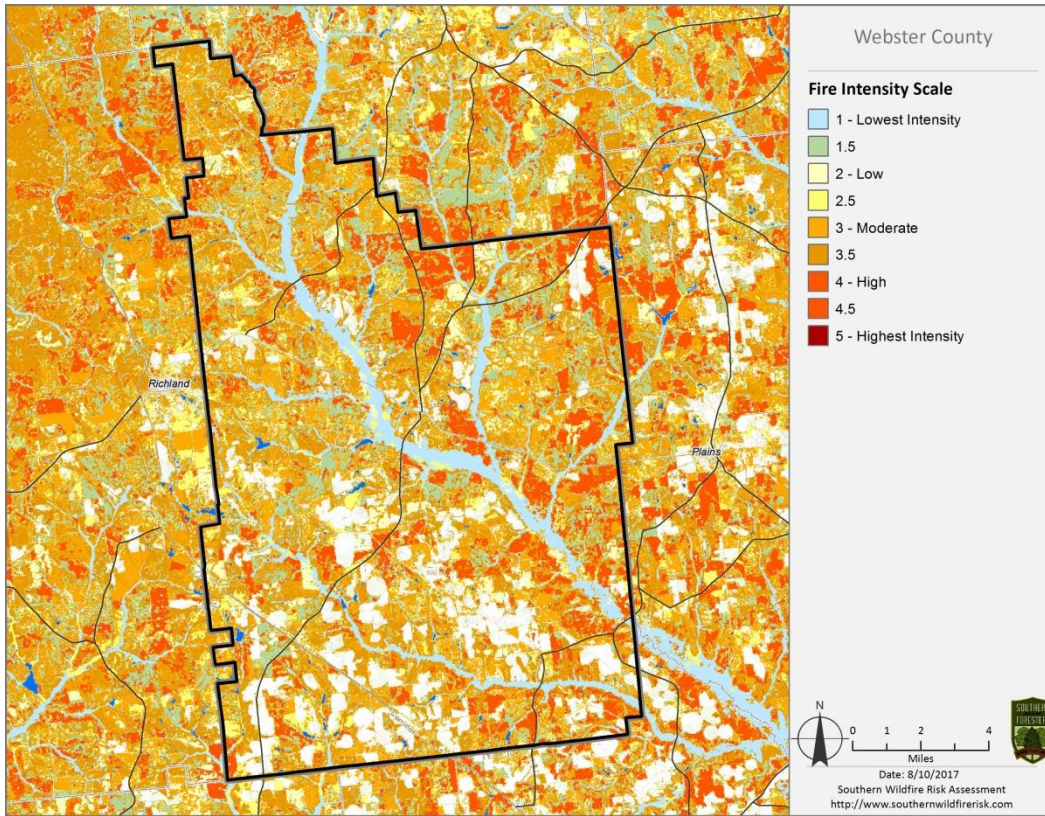 Webster County
Fire Intensity Scale
1 - Lowest Intensity
1.5
2 - Low
2.5
3 - Moderate
3.5
4 - High
4.5
5 - Highest Intensity
Richland
Plains
N
0 1 2 4
Miles
SOUTHERN
Date: 8/10/2017
Southern Wildfire Risk Assessment
http://www.southernwildfirerisk.com